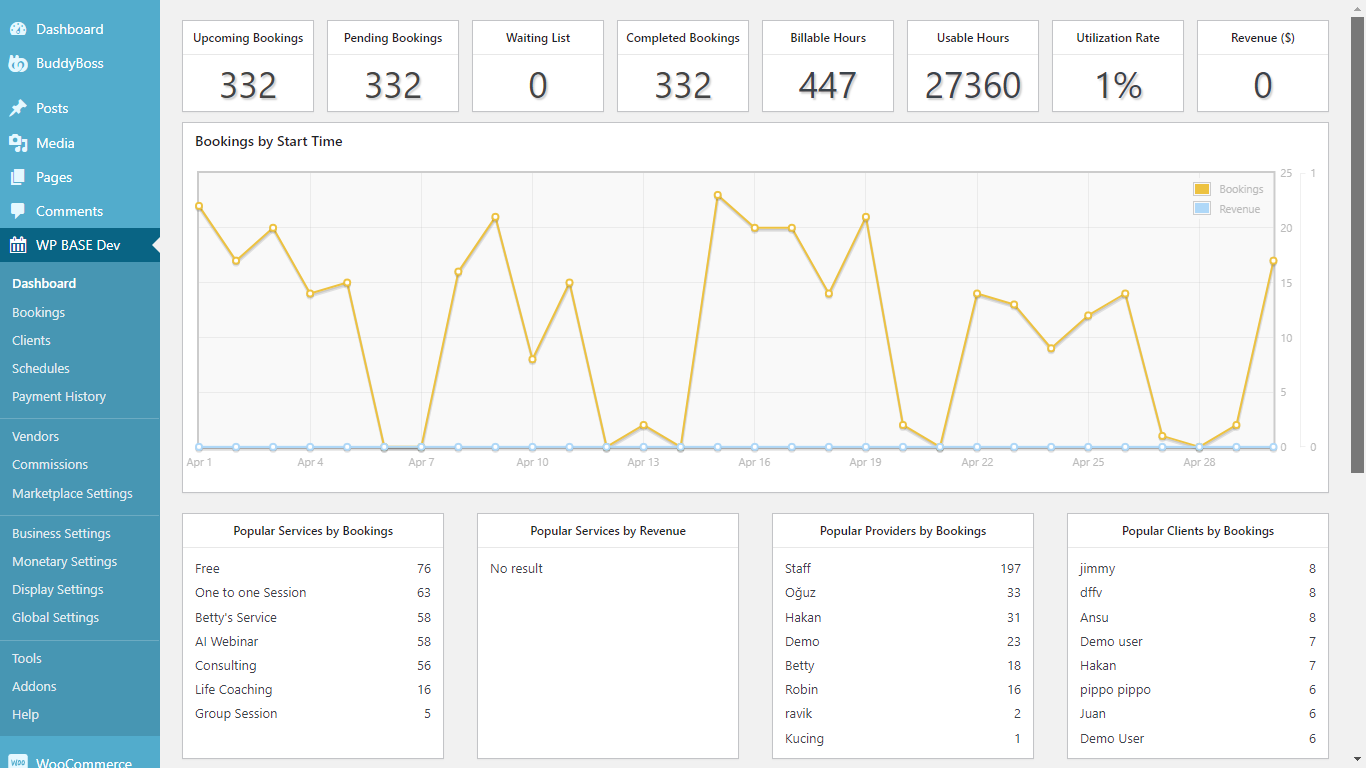 Dashboard
BuddyBoss
Posts
Media
Pages
Comments
WP BASE Dev
Dashboard
Bookings
Clients
Schedules
Payment History
Vendors
Commissions
Marketplace Settings
Business Settings
Monetary Settings
Display Settings
Global Settings
Tools
Addons
Help
WOO WooCommerce
Upcoming Bookings
332
Pending Bookings
332
Waiting List
0
Completed Bookings
332
Billable Hours
447
Usable Hours
27360
Utilization Rate
1%
Revenue ($)
0
Bookings by Start Time
Bookings
Revenue
25 1
20
15
10
5
0 0
Apr 1 Apr 4 Apr 7 Apr 10 Apr 13 Apr 16 Apr 19 Apr 22 Apr 25 Apr 28
Popular Services by Bookings
Free 76
One to one Session 63
Betty's Service 58
AI Webinar 58
Consulting 56
Life Coaching 16
Group Session 5
Popular Services by Revenue
No result
Popular Providers by Bookings
Staff 197
Oğuz 33
Hakan 31
Demo 23
Betty 18
Robin 16
ravik 2
Kucing 1
Popular Clients by Bookings
jimmy 8
dffv 8
Ansu 8
Demo user 7
Hakan 7
pippo pippo 6
Juan 6
Demo User 6